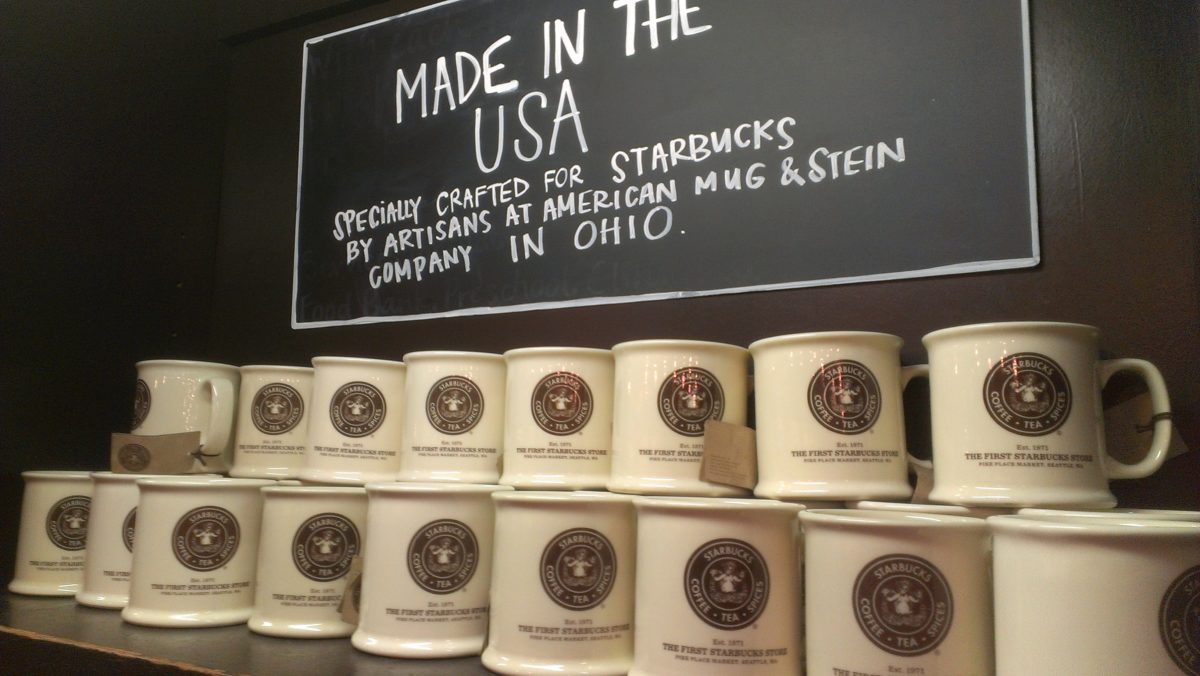 MADE IN THE
USA
SPECIALLY CRAFTED FOR STARBUCKS
BY ARTISANS AT AMERICAN MUG & STEIN
COMPANY IN OHIO.
STARBUCKS
COFFEE • TEA • SPICES
Est. 1971
THE FIRST STARBUCKS STORE
PIKE PLACE MARKET, SEATTLE, WA